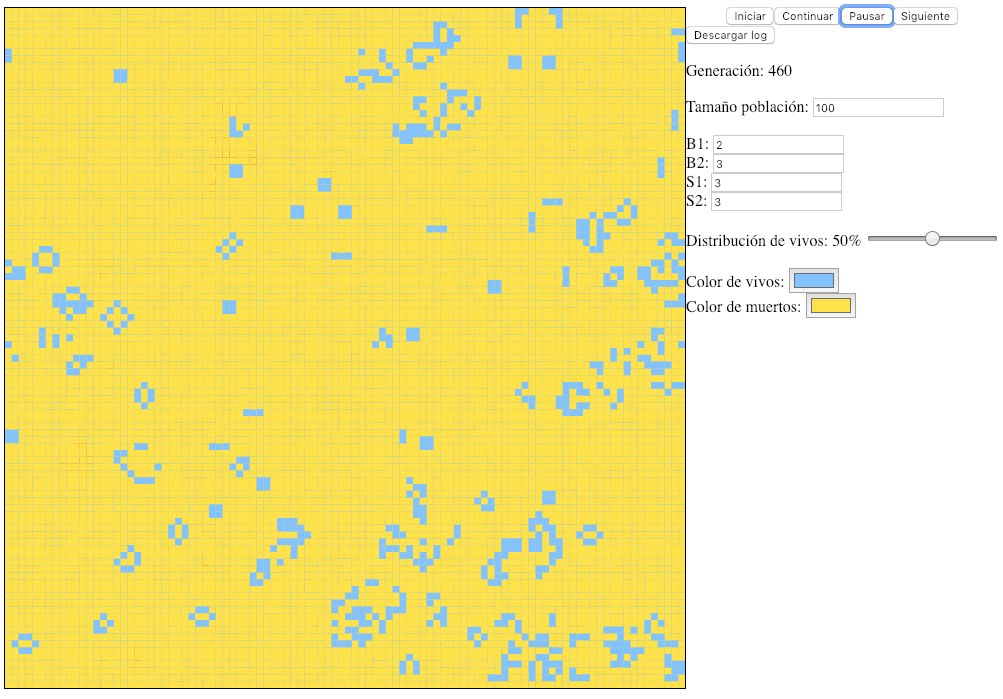 Iniciar Continuar Pausar Siguiente
Descargar log
Generación: 460
Tamaño población: 100
B1: 2
B2: 3
S1: 3
S2: 3
Distribución de vivos: 50%
Color de vivos:
Color de muertos: